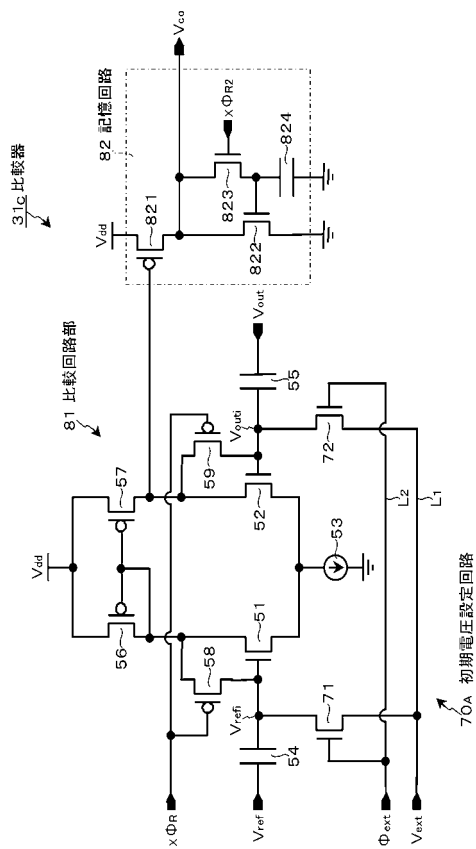 31c 比較器
Vdd
821
Vco
82 記憶回路
XΦR2
823
822
824
81 比較回路部
Vdd
56
57
58
59
Vrefi
Vouti
51
52
53
54
55
Vout
71
72
L2
L1
XΦR
Vref
Φext
Vext
70A 初期電圧設定回路